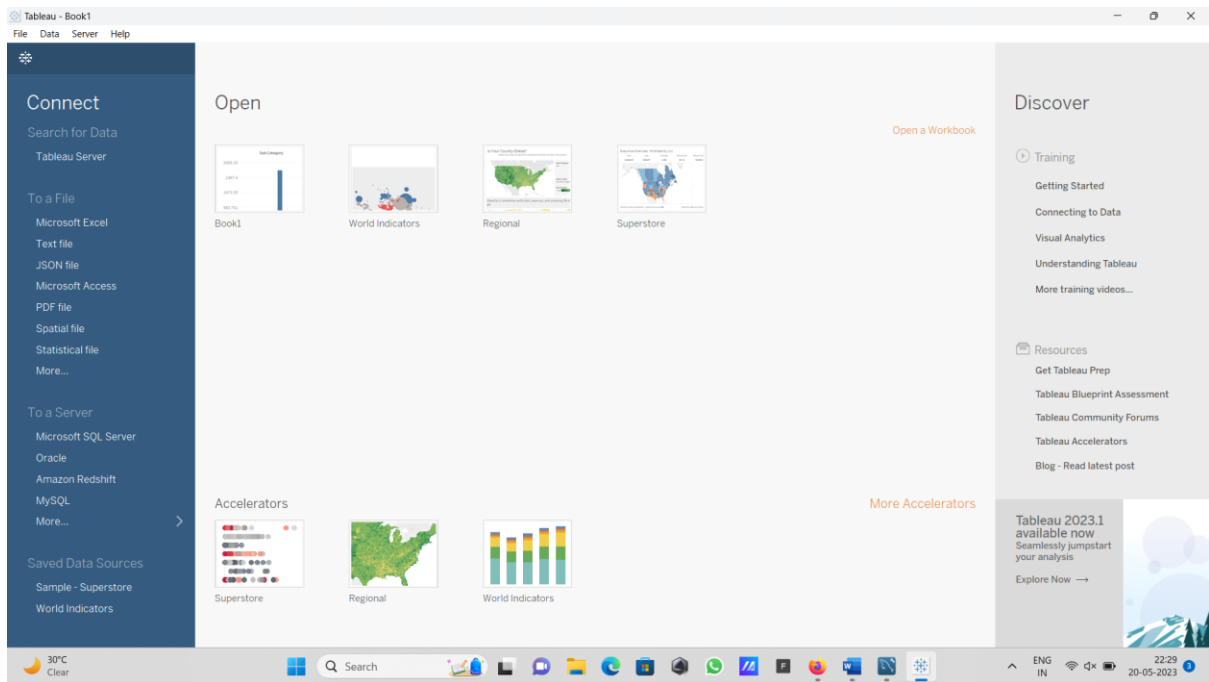 Tableau - Book1
File Data Server Help
Connect
Search for Data
Tableau Server
To a File
Microsoft Excel
Text file
JSON file
Microsoft Access
PDF file
Spatial file
Statistical file
More...
To a Server
Microsoft SQL Server
Oracle
Amazon Redshift
MySQL
More...
Saved Data Sources
Sample - Superstore
World Indicators
Open
Open a Workbook
Sub-Category
Book1
World Indicators
Regional
Superstore
Accelerators
More Accelerators
Superstore
Regional
World Indicators
Discover
Training
Getting Started
Connecting to Data
Visual Analytics
Understanding Tableau
More training videos...
Resources
Get Tableau Prep
Tableau Blueprint Assessment
Tableau Community Forums
Tableau Accelerators
Blog - Read latest post
Tableau 2023.1
available now
Seamlessly jumpstart
your analysis
Explore Now →
30°C
Clear
Search
ENG
IN
22:29
20-05-2023
3